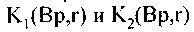 K₁(Bp,r) и K₂(Bp,r)